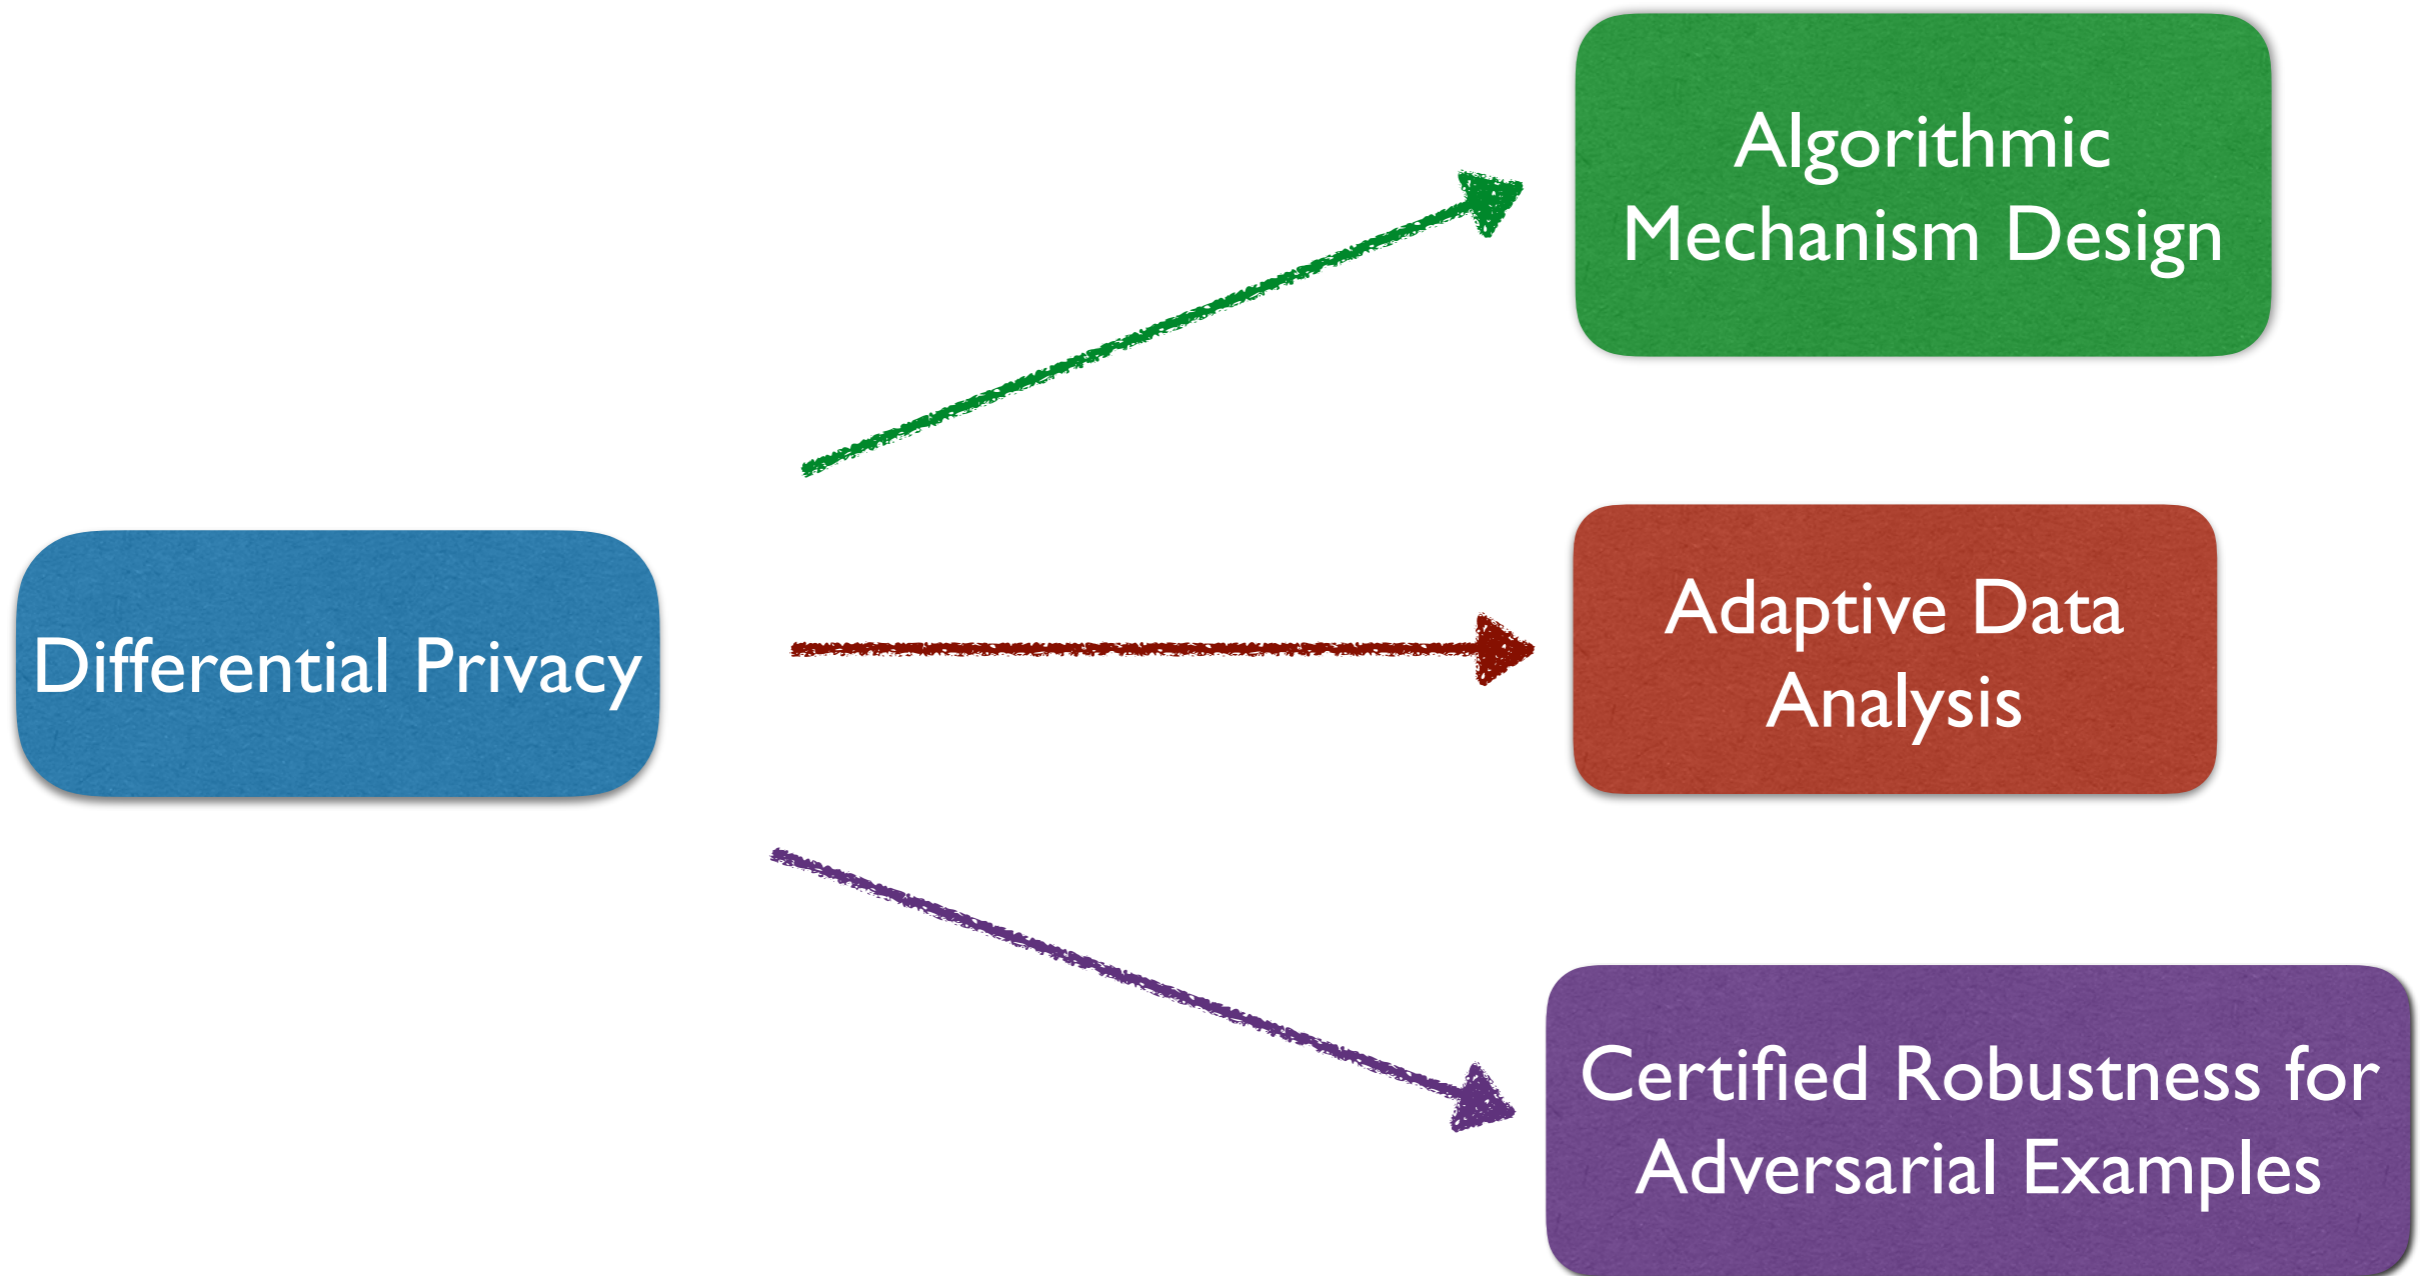 Algorithmic
Mechanism Design
Differential Privacy
Adaptive Data
Analysis
Certified Robustness for
Adversarial Examples